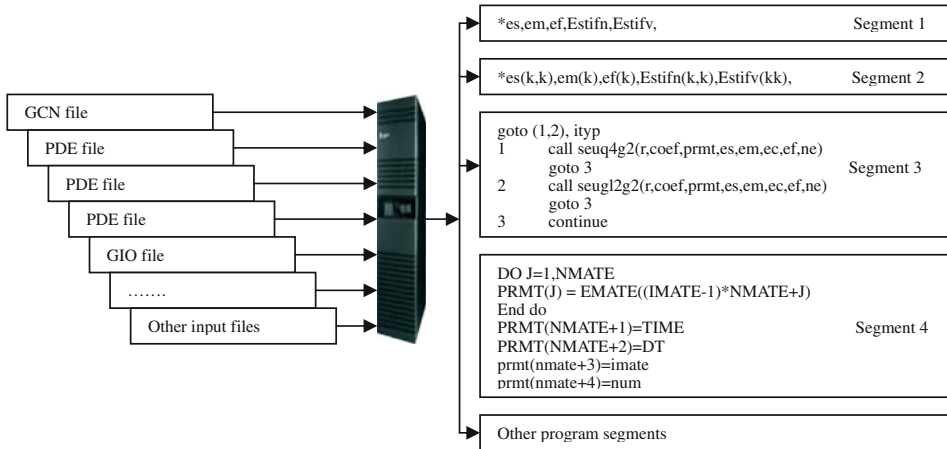 GCN file
PDE file
PDE file
PDE file
GIO file
…….
Other input files
*es,em,ef,Estifn,Estifv, Segment 1
*es(k,k),em(k),ef(k),Estifn(k,k),Estifv(kk), Segment 2
goto (1,2), ityp
1 call seuq4g2(r,coef,prmt,es,em,ec,ef,ne)
goto 3
Segment 3
2 call seugl2g2(r,coef,prmt,es,em,ec,ef,ne)
goto 3
3 continue
DO J=1,NMATE
PRMT(J) = EMATE((IMATE-1)*NMATE+J)
End do
PRMT(NMATE+1)=TIME Segment 4
PRMT(NMATE+2)=DT
prmt(nmate+3)=imate
prmt(nmate+4)=num
Other program segments